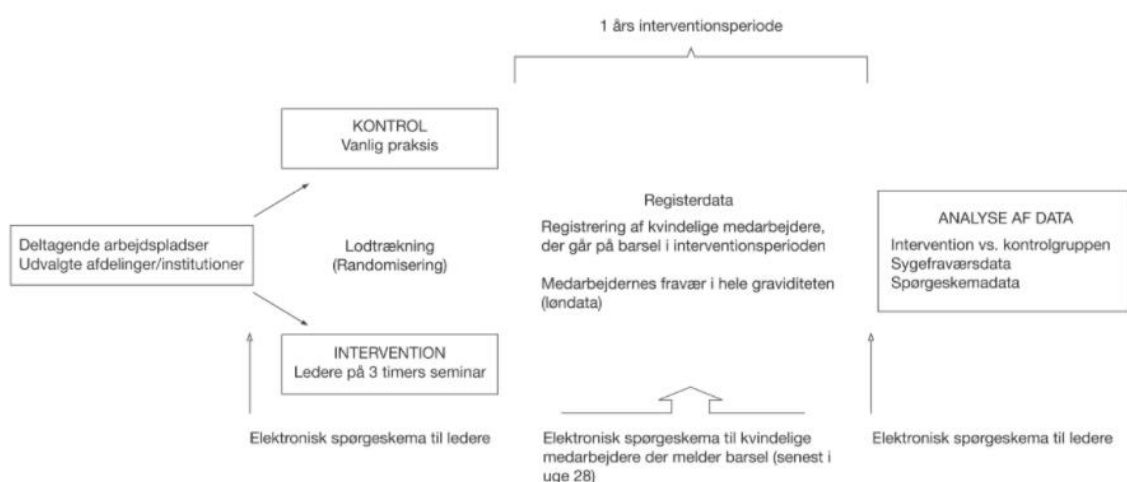 1 års interventionsperiode
KONTROL
Vanlig praksis
Deltagende arbejdspladser
Udvalgte afdelinger/institutioner
Lodtrækning
(Randomisering)
INTERVENTION
Ledere på 3 timers seminar
Registerdata
Registrering af kvindelige medarbejdere,
der går på barsel i interventionsperioden
Medarbejdernes fravær i hele graviditeten
(løndata)
ANALYSE AF DATA
Intervention vs. kontrolgruppen
Sygefraværsdata
Spørgeskemadata
Elektronisk spørgeskema til ledere
Elektronisk spørgeskema til kvindelige
medarbejdere der melder barsel (senest i
uge 28)
Elektronisk spørgeskema til ledere